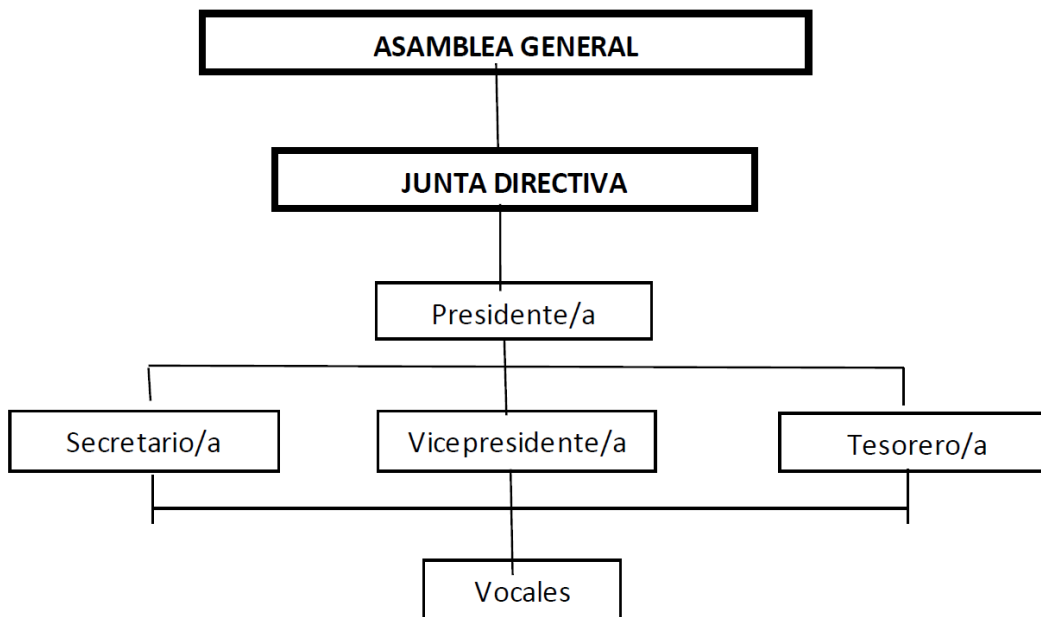 ASAMBLEA GENERAL
JUNTA DIRECTIVA
Presidente/a
Secretario/a
Vicepresidente/a
Tesorero/a
Vocales